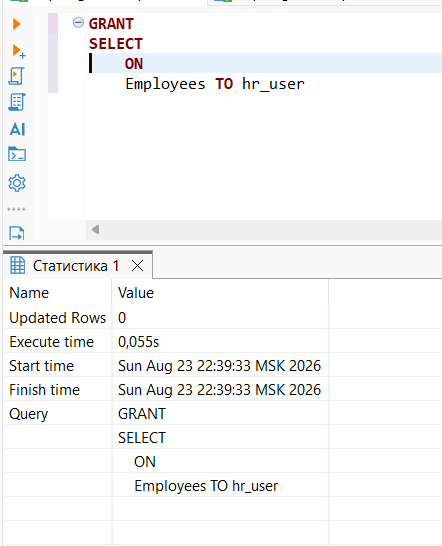 GRANT
SELECT
ON
Employees TO hr_user
AI
Статистика 1
Name Value
Updated Rows 0
Execute time 0,055s
Start time Sun Aug 23 22:39:33 MSK 2026
Finish time Sun Aug 23 22:39:33 MSK 2026
Query GRANT
SELECT
ON
Employees TO hr_user